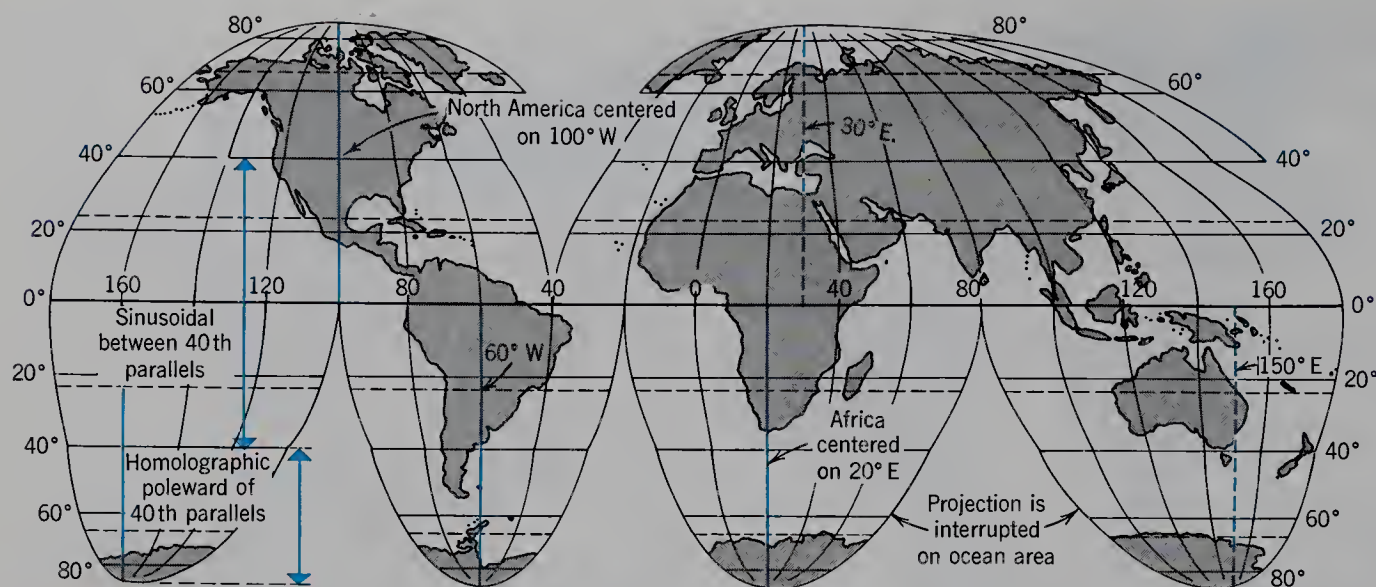 80°
80°
60°
60°
North America centered
on 100° W
30° E.
40°
40°
20°
20°
0°
160
120
80
40
0
40
80
120
160
0°
Sinusoidal
between 40th
parallels
60° W
150° E.
20°
20°
Africa
centered
on 20° E
40°
40°
Homolographic
poleward of
40th parallels
Projection is
interrupted
on ocean area
60°
60°
80°
80°